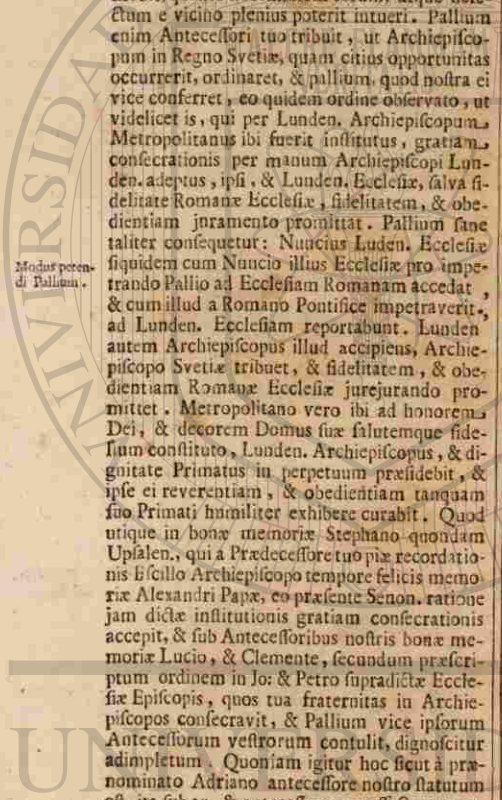 ctum e vicino plenius poterit intueri. Pallium
enim Antecessori tuo tribuit, ut Archiepisco-
pum in Regno Svetiæ, quam citius opportunitas
occurrerit, ordinaret, & pallium, quod nostra ei
vice conferret, eo quidem ordine observato, ut
videlicet is, qui per Lunden. Archiepiscopum
Metropolitanus ibi fuerit institutus, gratiam
consecrationis per manum Archiepiscopi Lun-
den. adeptus, ipsi, & Lunden. Ecclesiæ, salva fi-
delitate Romanæ Ecclesiæ, fidelitatem, & obe-
dientiam juramento promittat. Pallium sane
taliter consequetur: Nuncius Luden. Ecclesiæ
Modus peten-
di Pallium.
siquidem cum Nuncio illius Ecclesiæ pro impe-
trando Pallio ad Ecclesiam Romanam accedat,
& cum illud a Romano Pontifice impetraverit,
ad Lunden. Ecclesiam reportabunt. Lunden
autem Archiepiscopus illud accipiens, Archie-
piscopo Svetiæ tribuet, & fidelitatem, & obe-
dientiam Romanæ Ecclesiæ jurejurando pro-
mittet. Metropolitano vero ibi ad honorem
Dei, & decorem Domus suæ salutemque fide-
lium constituto, Lunden. Archiepiscopus, & di-
gnitate Primatus in perpetuum præsidebit, &
ipse ei reverentiam, & obedientiam tanquam
suo Primati humiliter exhibere curabit. Quod
utique in bonæ memoriæ Stephano quondam
Upsalen., qui a Prædecessore tuo piæ recordatio-
nis Escillo Archiepiscopo tempore felicis memo
riæ Alexandri Papæ, eo præsente Senon. ratione
jam dictæ institutionis gratiam consecrationis
accepit, & sub Antecessoribus nostris bonæ me-
moriæ Lucio, & Clemente, secundum præscri-
ptum ordinem in Jo: & Petro supradictæ Eccle-
siæ Episcopis, quos tua fraternitas in Archie-
piscopos consecravit, & Pallium vice ipsorum
Antecessorum vestrorum contulit, dignoscitur
adimpletum. Quoniam igitur hoc sicut à præ-
nominato Adriano antecessore nostro statutum